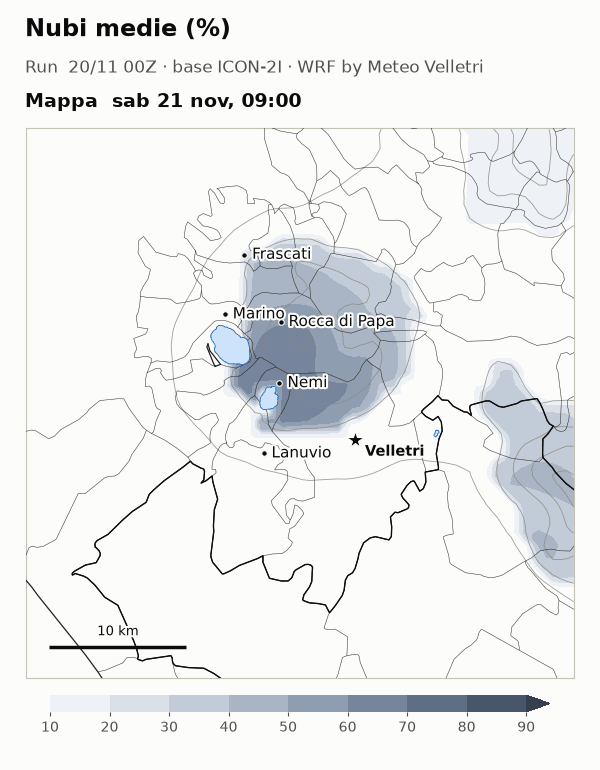 Nubi medie (%)
Run  20/11 00Z · base ICON-2I · WRF by Meteo Velletri
Mappa  sab 21 nov, 09:00
Frascati
Marino
Rocca di Papa
Nemi
Velletri
Lanuvio
10 km
10 20 30 40 50 60 70 80 90